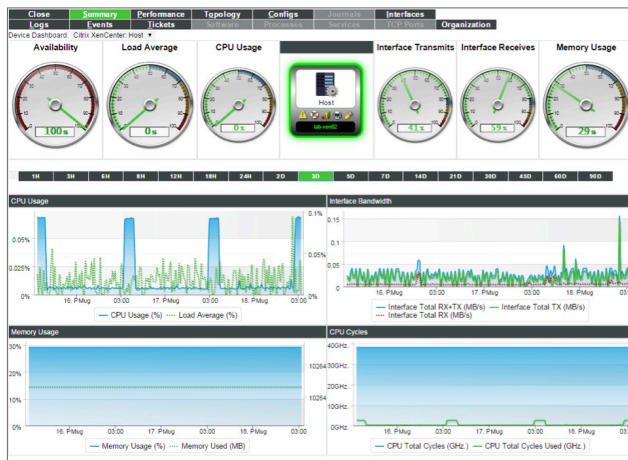 Close Summary Performance Topology Configs Journals Interfaces
Logs Events Tickets Software Processes Services TCP Ports Organization
Device Dashboard: Citrix XenCenter: Host
Availability Load Average CPU Usage Interface Transmits Interface Receives Memory Usage
Host
lab-xen02
100% 0% 0% 41% 59% 29%
1H 3H 6H 8H 12H 18H 24H 2D 3D 5D 7D 14D 21D 30D 45D 60D 90D
CPU Usage Interface Bandwidth
0.05%
0.025%
0%
0.1%
0.05%
0%
0.15
0.1
0.05
0
16. PMug 03:00 17. PMug 03:00 18. PMug 03:00
16. PMug 03:00 17. PMug 03:00 18. PMug 03:
CPU Usage (%) Load Average (%)
Interface Total RX+TX (MB/s) Interface Total TX (MB/s)
Interface Total RX (MB/s)
Memory Usage CPU Cycles
30%
20%
10%
0%
10264
10264
40GHz.
30GHz.
20GHz.
10GHz.
0GHz.
16. PMug 03:00 17. PMug 03:00 18. PMug 03:00
16. PMug 03:00 17. PMug 03:00 18. PMug 03:
Memory Usage (%) Memory Used (MB)
CPU Total Cycles (GHz.) CPU Total Cycles Used (GHz.)